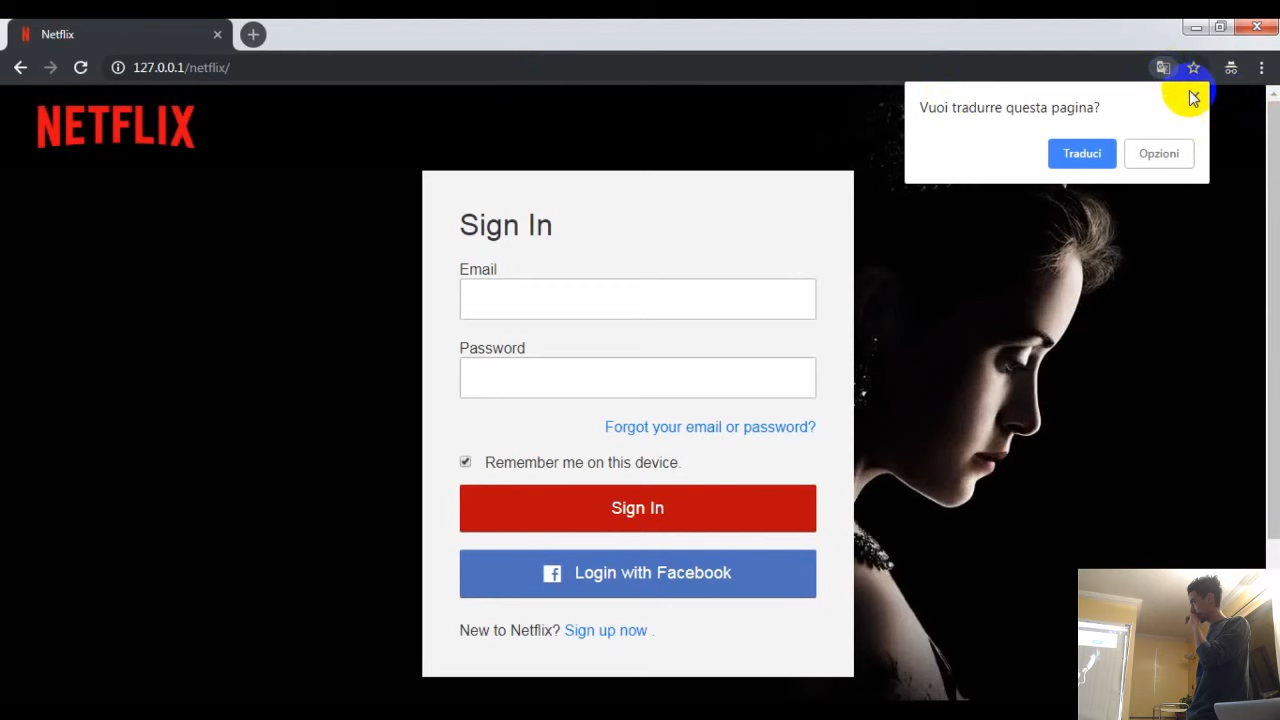 Netflix
127.0.0.1/netflix/
NETFLIX
Vuoi tradurre questa pagina?
Traduci
Opzioni
Sign In
Email
Password
Forgot your email or password?
Remember me on this device.
Sign In
Login with Facebook
New to Netflix? Sign up now .